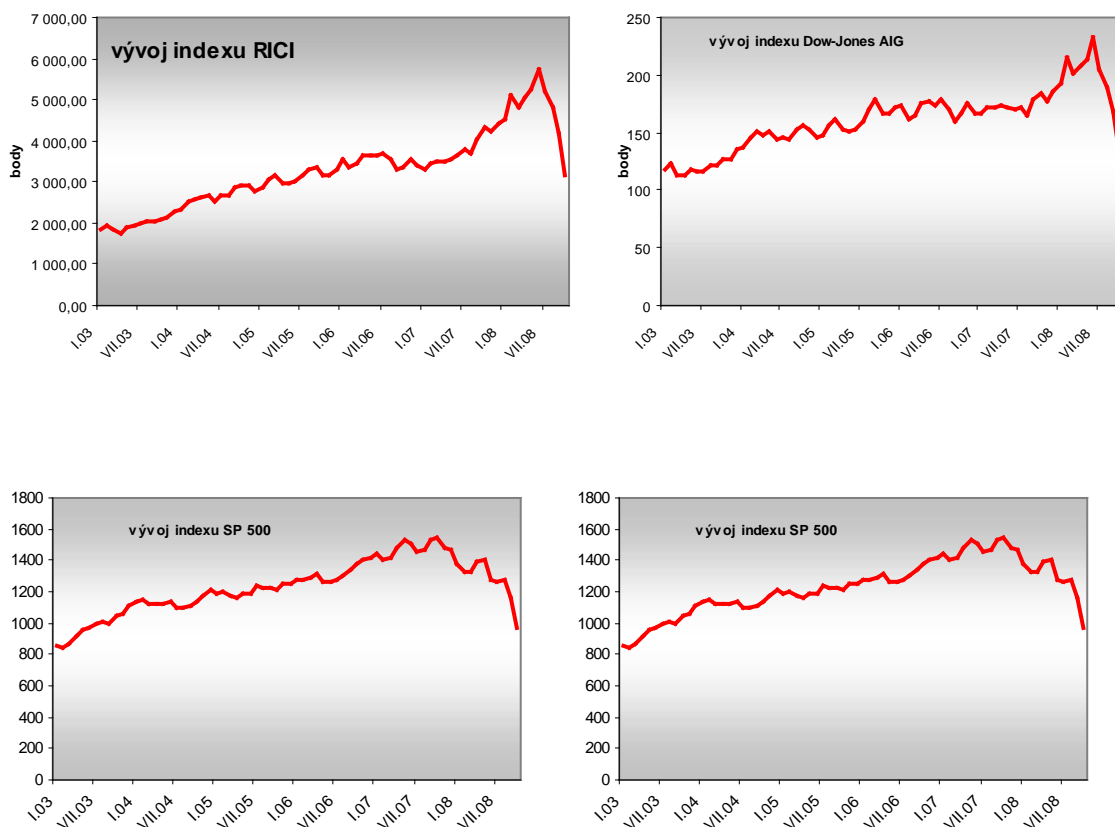 vývoj indexu RICI
body
7 000,00
6 000,00
5 000,00
4 000,00
3 000,00
2 000,00
1 000,00
0,00
I.03
VII.03
I.04
VII.04
I.05
VII.05
I.06
VII.06
I.07
VII.07
I.08
VII.08
vývoj indexu Dow-Jones AIG
body
250
200
150
100
50
0
I.03
VII.03
I.04
VII.04
I.05
VII.05
I.06
VII.06
I.07
VII.07
I.08
VII.08
vývoj indexu SP 500
1800
1600
1400
1200
1000
800
600
400
200
0
I.03
VII.03
I.04
VII.04
I.05
VII.05
I.06
VII.06
I.07
VII.07
I.08
VII.08
vývoj indexu SP 500
1800
1600
1400
1200
1000
800
600
400
200
0
I.03
VII.03
I.04
VII.04
I.05
VII.05
I.06
VII.06
I.07
VII.07
I.08
VII.08